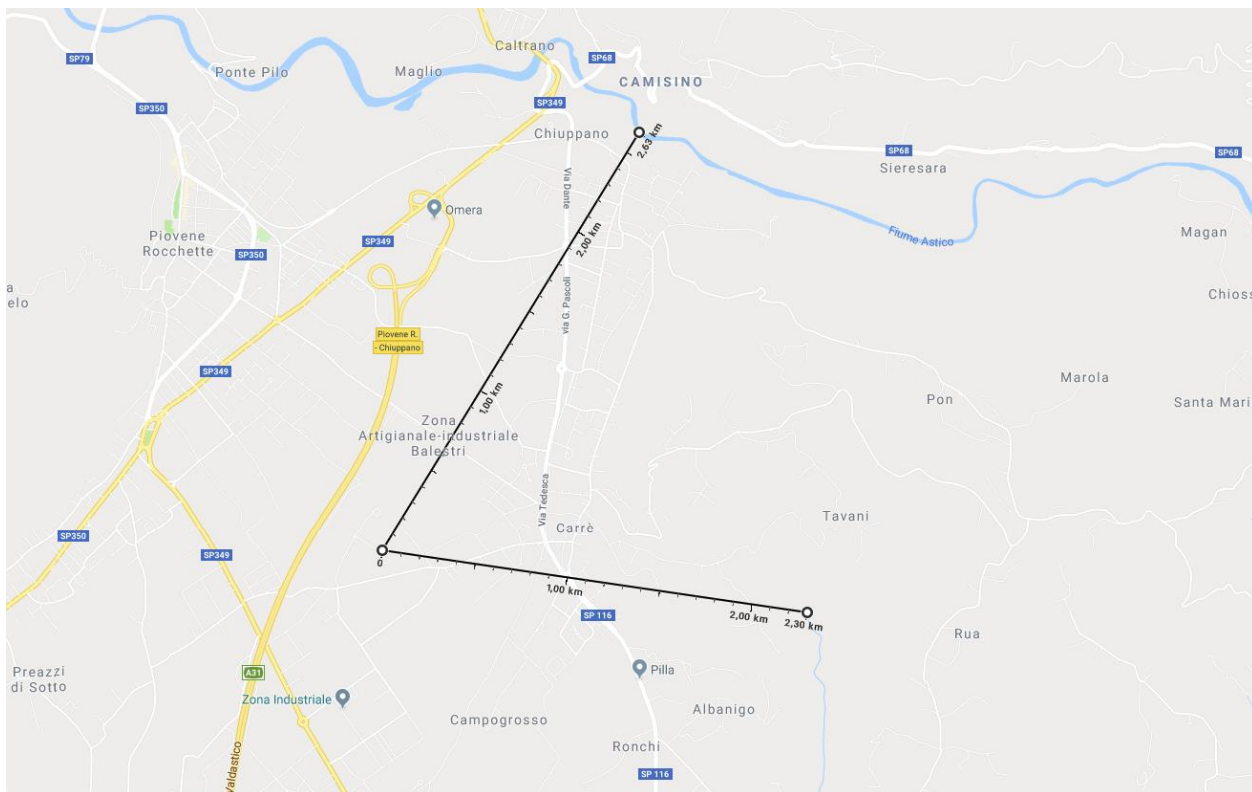 Caltrano
SP79
SP68
Ponte Pilo
Maglio
CAMISINO
SP350
SP349
Chiuppano
2,63 km
SP68
SP68
Sieresara
Via Dante
Omera
Piovene
Rocchette
SP349
SP350
2,00 km
Fiume Astico
Magan
a
elo
Chioss
via G. Pascoli
Piovene R.
- Chiuppano
SP349
Marola
1,00 km
Pon
Santa Mari
Zona
Artigianale-industriale
Balestri
Via Tedesca
Tavani
Carrè
SP350
SP349
0
1,00 km
2,00 km
2,30 km
SP 116
Rua
Preazzi
di Sotto
A31
Pilla
Zona Industriale
Albanigo
Campogrosso
Ronchi
Valdastico
SP 116